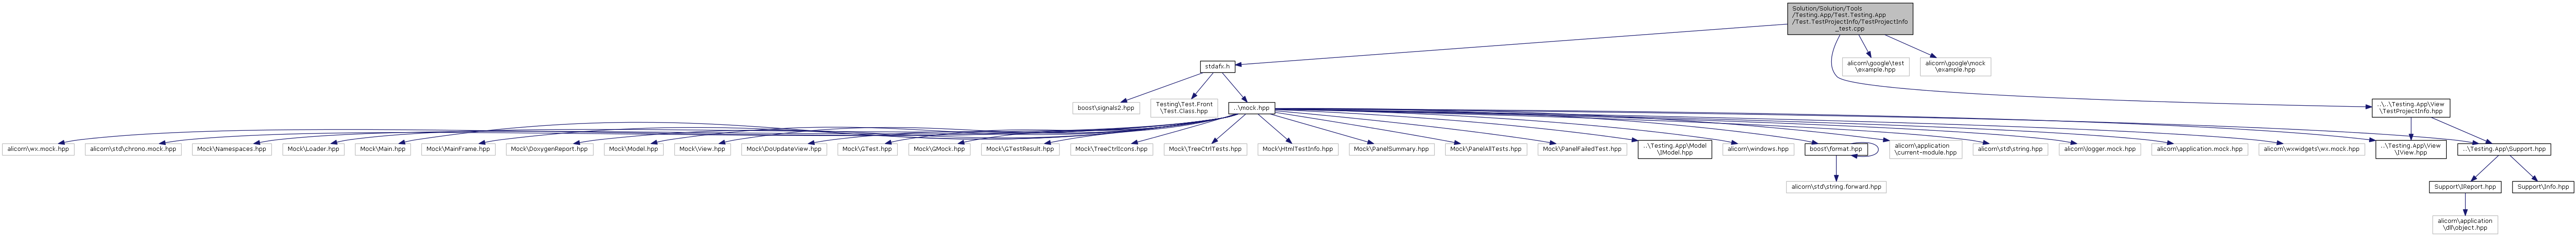 Solution/Solution/Tools
/Testing.App/Test.Testing.App
/Test.TestProjectInfo/TestProjectInfo
_test.cpp
stdafx.h
alicorn\google\test
\example.hpp
alicorn\google\mock
\example.hpp
boost\signals2.hpp
Testing\Test.Front
\Test.Class.hpp
..\mock.hpp
..\..\Testing.App\View
\TestProjectInfo.hpp
alicorn\wx.mock.hpp
alicorn\std\chrono.mock.hpp
Mock\Namespaces.hpp
Mock\Loader.hpp
Mock\Main.hpp
Mock\MainFrame.hpp
Mock\DoxygenReport.hpp
Mock\Model.hpp
Mock\View.hpp
Mock\DoUpdateView.hpp
Mock\GTest.hpp
Mock\GMock.hpp
Mock\GTestResult.hpp
Mock\TreeCtrlIcons.hpp
Mock\TreeCtrlTests.hpp
Mock\HtmlTestInfo.hpp
Mock\PanelSummary.hpp
Mock\PanelAllTests.hpp
Mock\PanelFailedTest.hpp
..\Testing.App\Model
\IModel.hpp
alicorn\windows.hpp
boost\format.hpp
alicorn\application
\current-module.hpp
alicorn\std\string.hpp
alicorn\logger.mock.hpp
alicorn\application.mock.hpp
alicorn\wxwidgets\wx.mock.hpp
..\Testing.App\View
\IView.hpp
..\Testing.App\Support.hpp
alicorn\std\string.forward.hpp
Support\IReport.hpp
Support\Info.hpp
alicorn\application
\dll\object.hpp